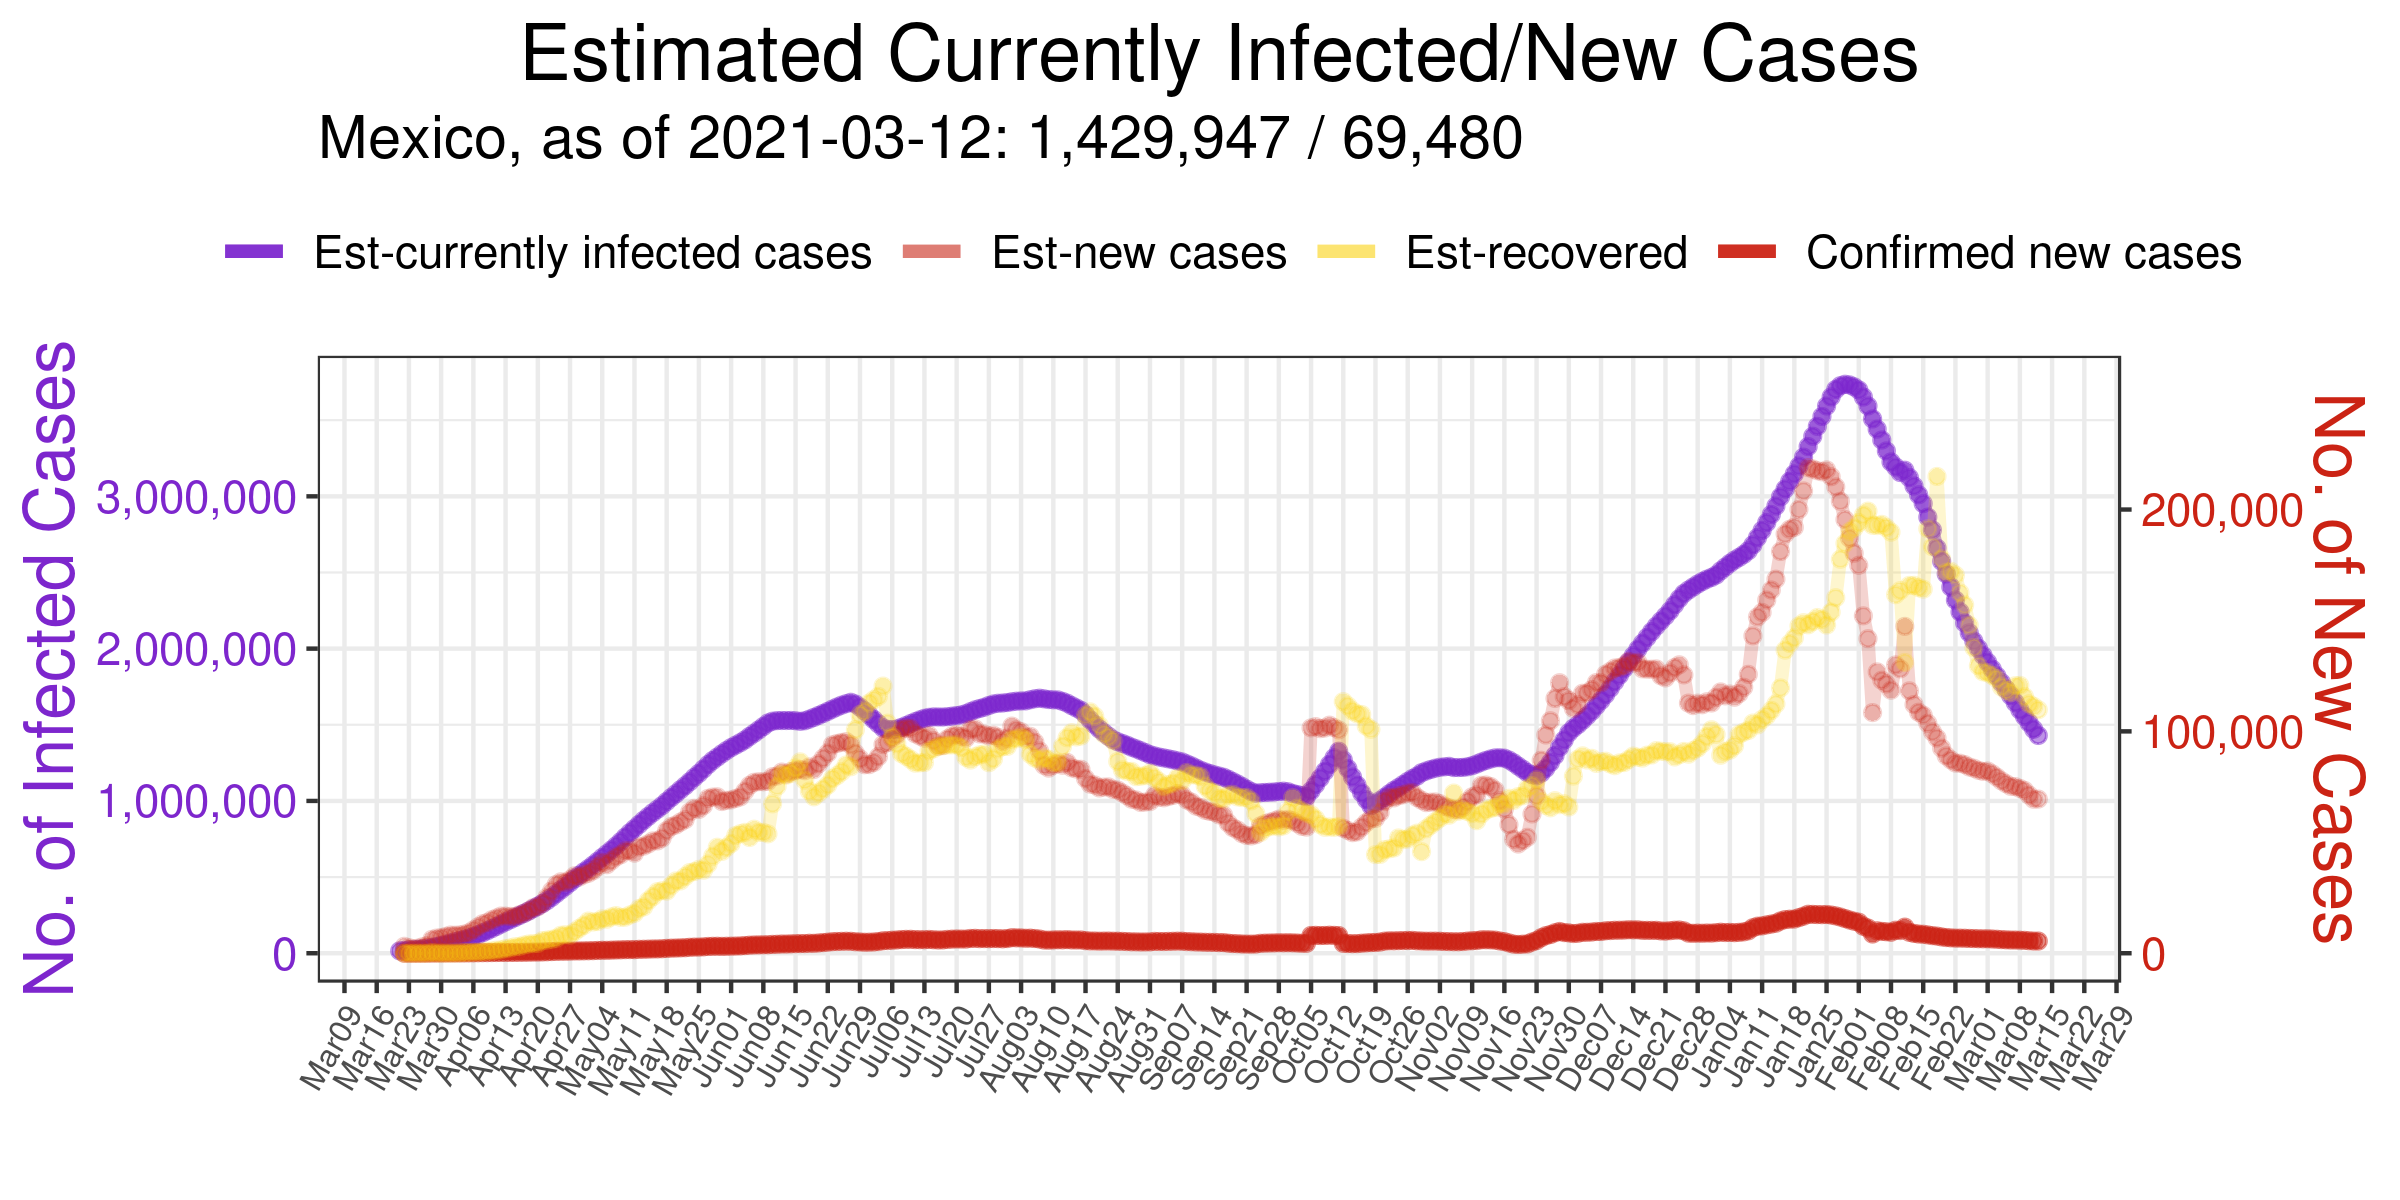 Estimated Currently Infected/New Cases
Mexico, as of 2021-03-12: 1,429,947 / 69,480
Est-currently infected cases Est-new cases Est-recovered Confirmed new cases
No. of Infected Cases
3,000,000
2,000,000
1,000,000
0
200,000
100,000
0
No. of New Cases
Mar09 Mar16 Mar23 Mar30 Apr06 Apr13 Apr20 Apr27 May04 May11 May18 May25 Jun01 Jun08 Jun15 Jun22 Jun29 Jul06 Jul13 Jul20 Jul27 Aug03 Aug10 Aug17 Aug24 Aug31 Sep07 Sep14 Sep21 Sep28 Oct05 Oct12 Oct19 Oct26 Nov02 Nov09 Nov16 Nov23 Nov30 Dec07 Dec14 Dec21 Dec28 Jan04 Jan11 Jan18 Jan25 Feb01 Feb08 Feb15 Feb22 Mar01 Mar08 Mar15 Mar22 Mar29